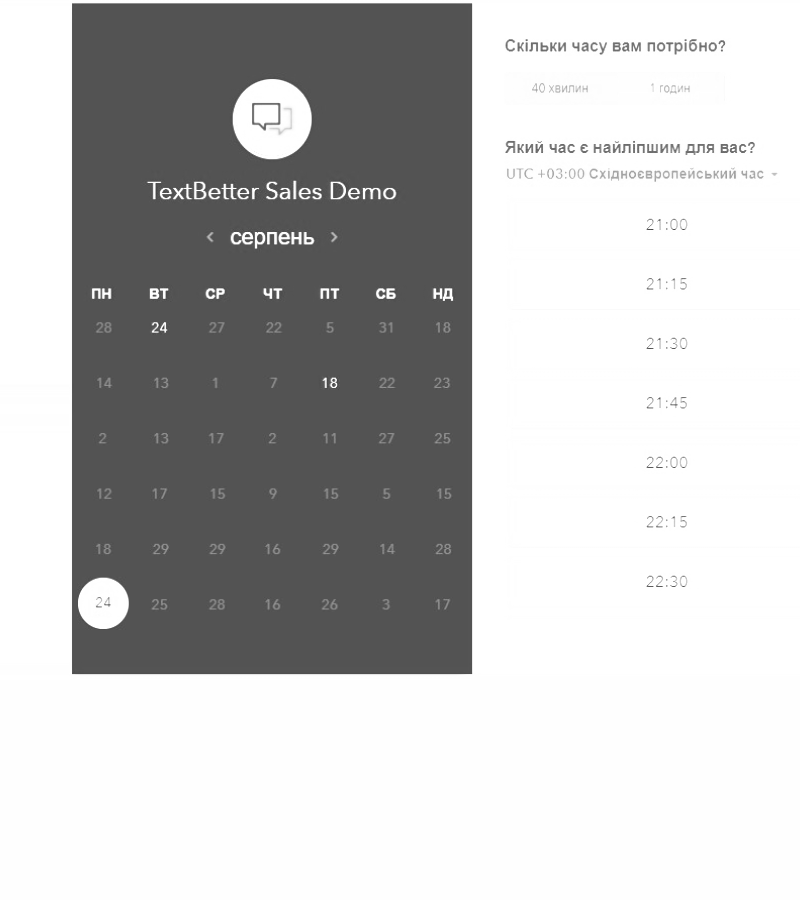 TextBetter Sales Demo
серпень
ПН ВТ СР ЧТ ПТ СБ НД
28 24 27 22 5 31 18
14 13 1 7 18 22 23
2 13 17 2 11 27 25
12 17 15 9 15 5 15
18 29 29 16 29 14 28
24 25 28 16 26 3 17
Скільки часу вам потрібно?
40 хвилин 1 годин
Який час є найліпшим для вас?
UTC +03:00 Східноєвропейський час
21:00
21:15
21:30
21:45
22:00
22:15
22:30